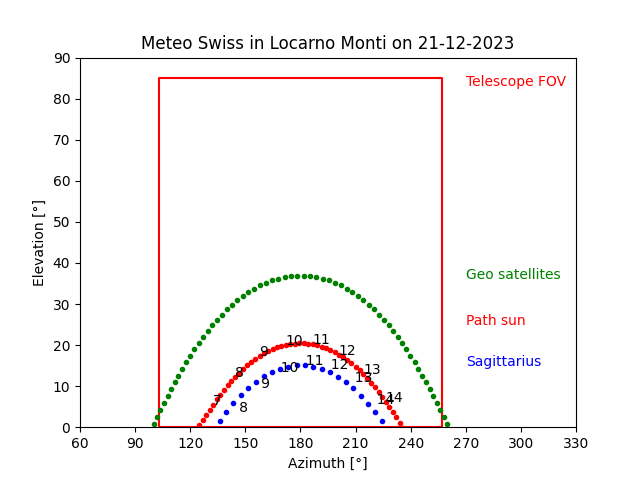 Meteo Swiss in Locarno Monti on 21-12-2023
90
80
70
60
50
40
30
20
10
0
Elevation [°]
Telescope FOV
Geo satellites
Path sun
Sagittarius
7 8 9 10 11 12 13 14
8 9 10 11 12 13 14
60 90 120 150 180 210 240 270 300 330
Azimuth [°]